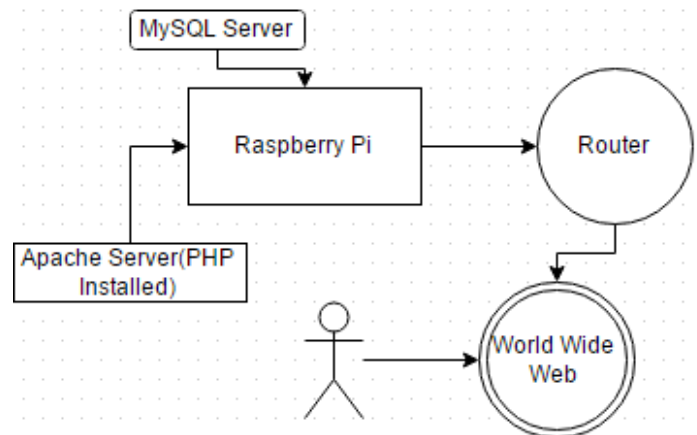 MySQL Server
Raspberry Pi
Router
Apache Server(PHP
Installed)
World Wide
Web